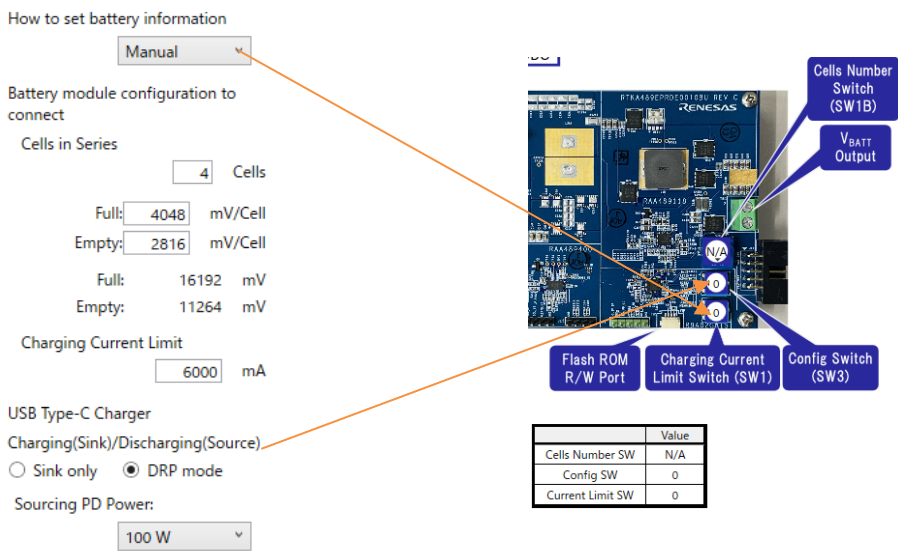 How to set battery information
Manual
Battery module configuration to
connect
Cells in Series
4 Cells
Full: 4048 mV/Cell
Empty: 2816 mV/Cell
Full: 16192 mV
Empty: 11264 mV
Charging Current Limit
6000 mA
USB Type-C Charger
Charging(Sink)/Discharging(Source)
Sink only DRP mode
Sourcing PD Power:
100 W
RTKA489EPRDE0010BU REV C
RENESAS
RAA489110
RAA489400
Cells Number
Switch
(SW1B)
VBATT
Output
N/A
0
0
Flash ROM
R/W Port
Charging Current
Limit Switch (SW1)
Config Switch
(SW3)
Value
Cells Number SW N/A
Config SW 0
Current Limit SW 0